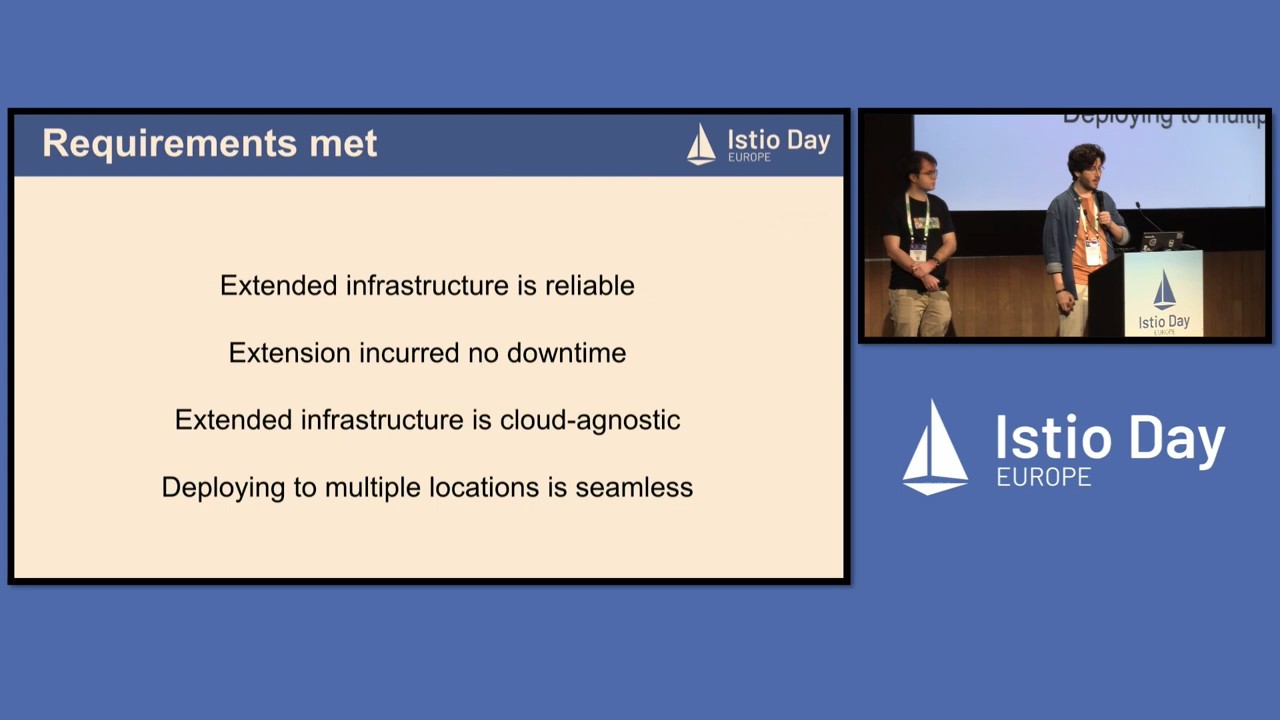 Requirements met
Istio Day
EUROPE
Extended infrastructure is reliable
Extension incurred no downtime
Extended infrastructure is cloud-agnostic
Deploying to multiple locations is seamless
Deploying to multip
Istio Day
EUROPE
Istio Day
EUROPE